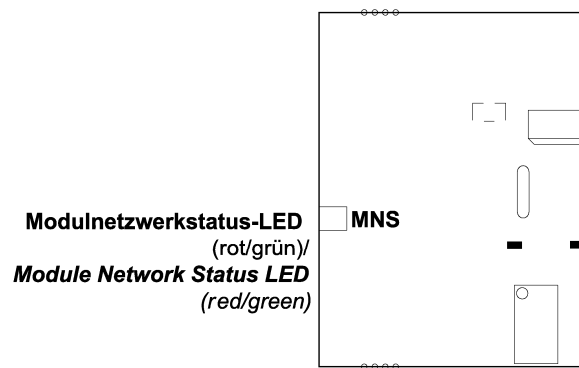 Modulnetzwerkstatus-LED
MNS
(rot/grün)/
Module Network Status LED
(red/green)